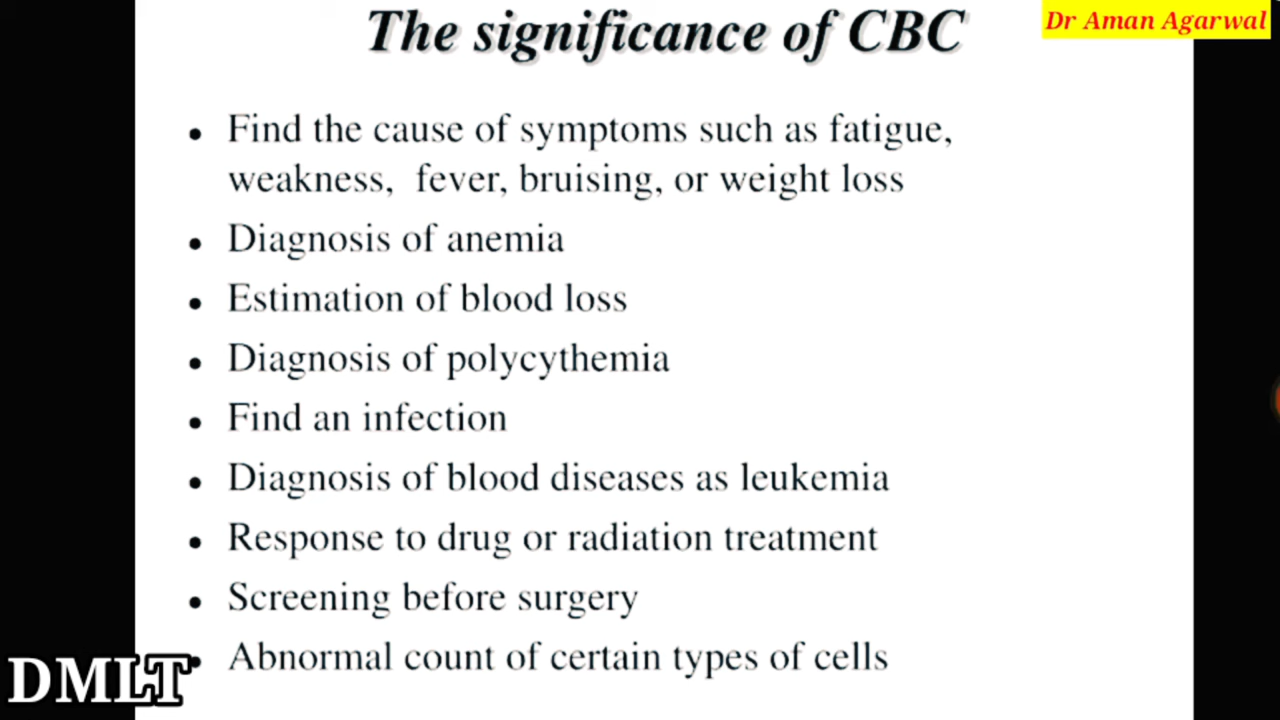 The significance of CBC
Dr Aman Agarwal
• Find the cause of symptoms such as fatigue,
weakness, fever, bruising, or weight loss
• Diagnosis of anemia
• Estimation of blood loss
• Diagnosis of polycythemia
• Find an infection
• Diagnosis of blood diseases as leukemia
• Response to drug or radiation treatment
• Screening before surgery
• Abnormal count of certain types of cells
DMLT